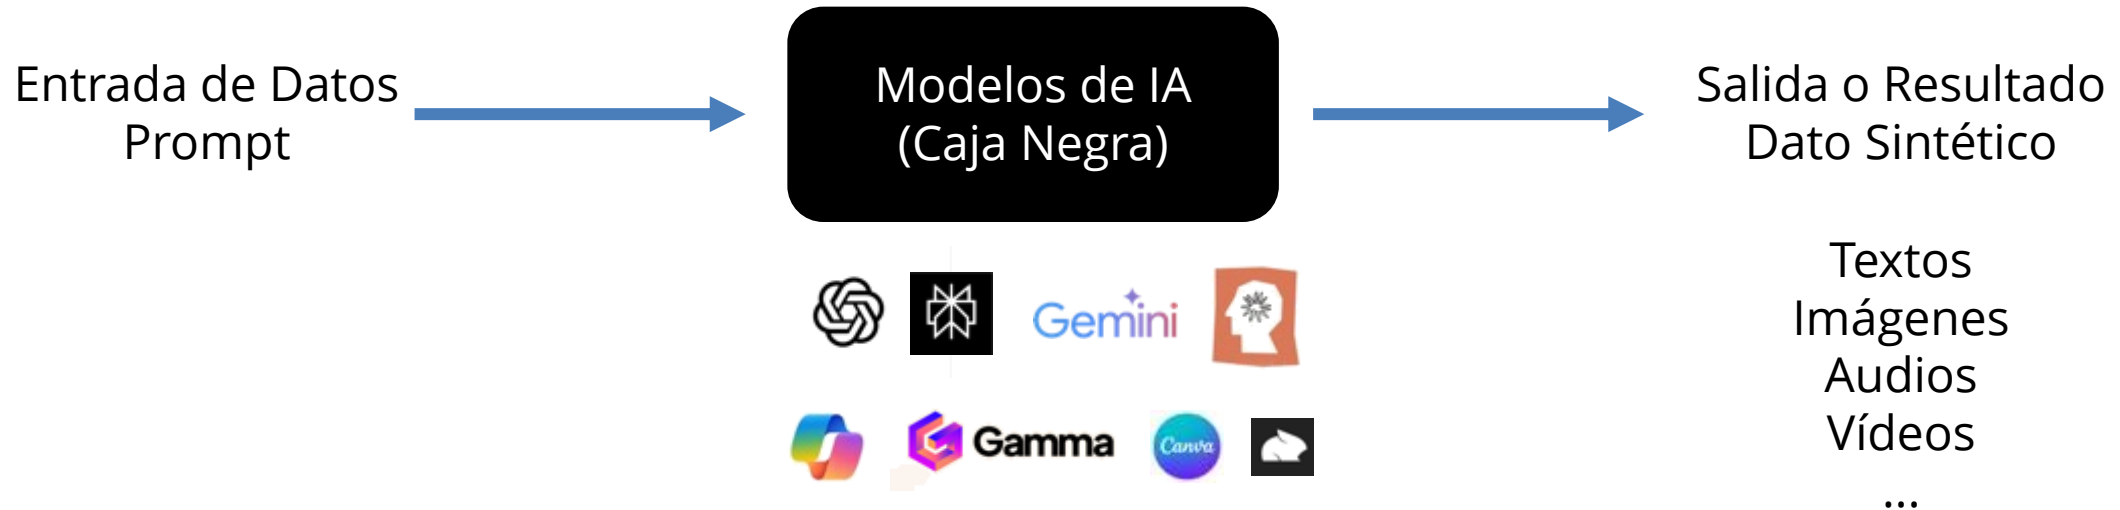 Entrada de Datos
Prompt
Modelos de IA
(Caja Negra)
Salida o Resultado
Dato Sintético
Textos
Imágenes
Audios
Vídeos
...
Gemini
Gamma
Canva